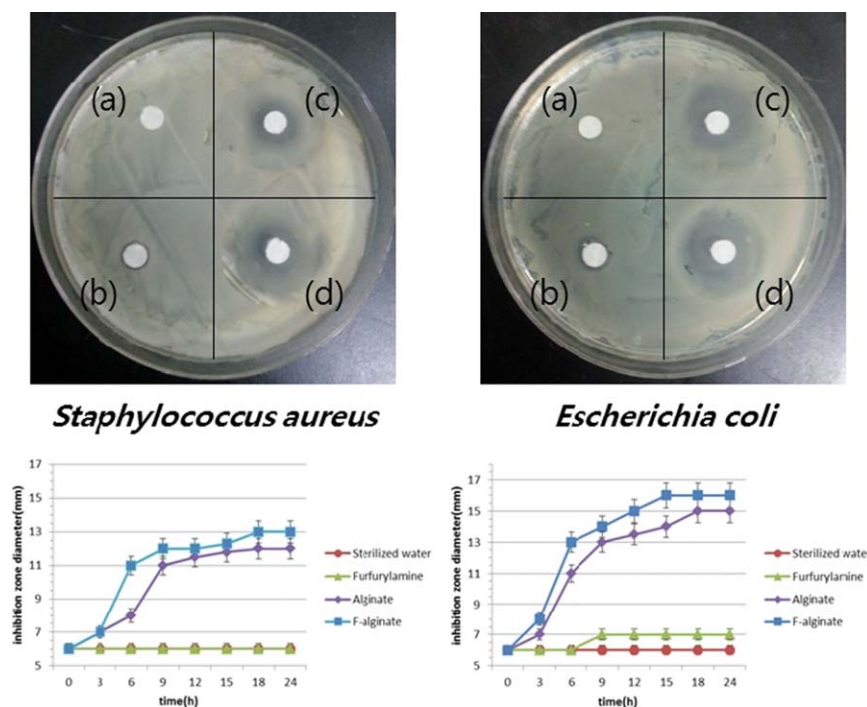 (a) (c)
(b) (d)
(a) (c)
(b) (d)
Staphylococcus aureus
Escherichia coli
inhibition zone diameter(mm)
17
15
13
11
9
7
5
0 3 6 9 12 15 18 24
time(h)
Sterilized water
Furfurylamine
Alginate
F-alginate
inhibition zone diameter(mm)
17
15
13
11
9
7
5
0 3 6 9 12 15 18 24
time(h)
Sterilized water
Furfurylamine
Alginate
F-alginate